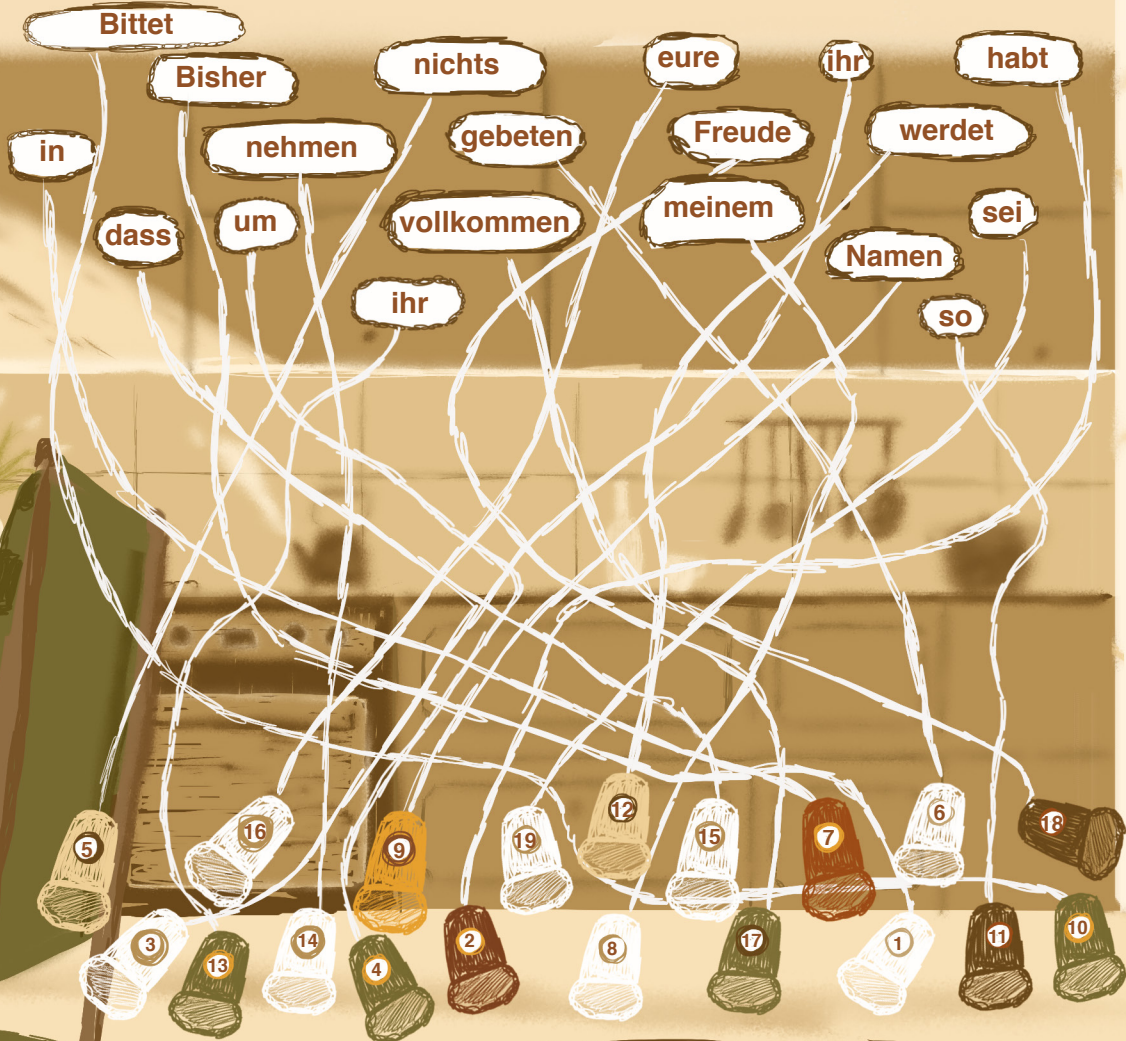 Bittet
Bisher
nichts
eure
ihr
habt
in
nehmen
gebeten
Freude
werdet
dass
um
vollkommen
meinem
sei
Namen
ihr
so
5
16
9
19
12
15
7
6
18
3
13
14
4
2
8
17
1
11
10